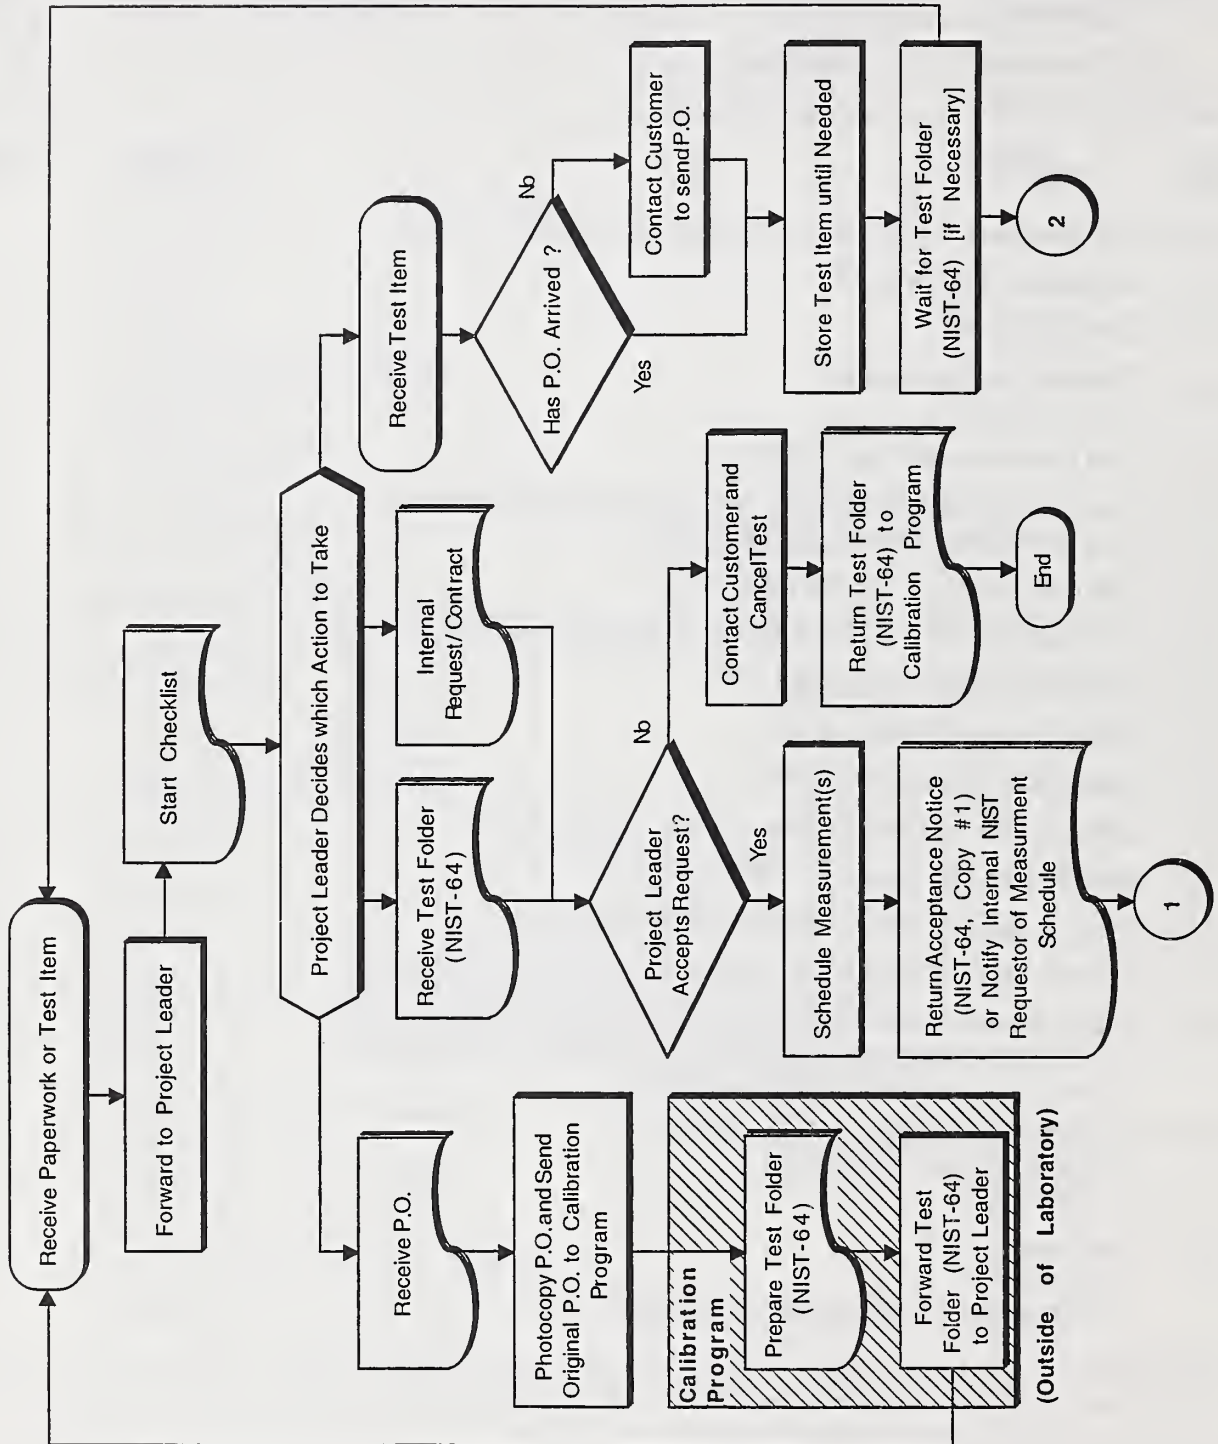 Receive Paperwork or Test Item
Forward to Project Leader
Start Checklist
Project Leader Decides which Action to Take
Receive P.O.
Photocopy P.O. and Send
Original P.O. to Calibration
Program
Calibration
Program
Prepare Test Folder
(NIST-64)
Forward Test
Folder (NIST-64)
to Project Leader
(Outside of Laboratory)
Receive Test Folder
(NIST-64)
Internal
Request/Contract
Project Leader
Accepts Request?
No
Yes
Schedule Measurement(s)
Return Acceptance Notice
(NIST-64, Copy #1)
or Notify Internal NIST
Requestor of Measurment
Schedule
1
Contact Customer and
Cancel Test
Return Test Folder
(NIST-64) to
Calibration Program
End
Receive Test Item
Has P.O. Arrived ?
No
Yes
Contact Customer
to send P.O.
Store Test Item until Needed
Wait for Test Folder
(NIST-64) [if Necessary]
2